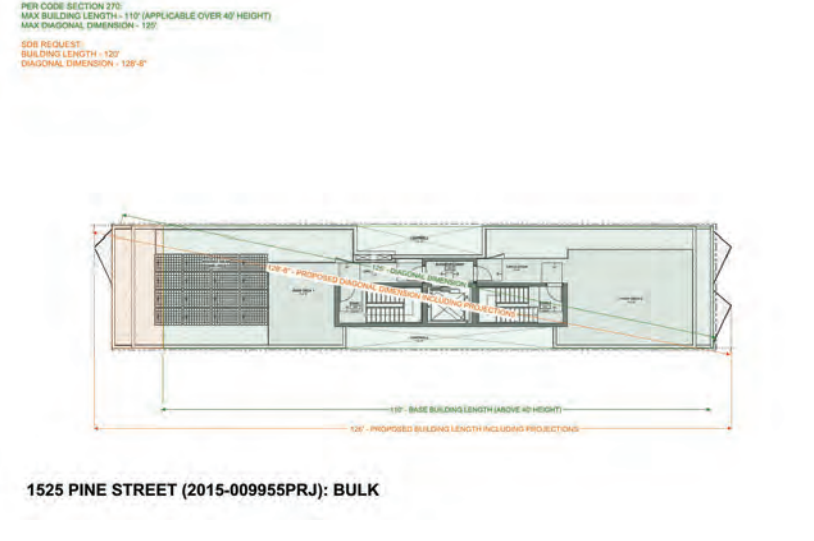 PER CODE SECTION 270:
MAX BUILDING LENGTH - 110' (APPLICABLE OVER 40' HEIGHT)
MAX DIAGONAL DIMENSION - 125'
SDB REQUEST:
BUILDING LENGTH - 120'
DIAGONAL DIMENSION - 128'-8"
125' - DIAGONAL DIMENSION
128'-8" - PROPOSED DIAGONAL DIMENSION INCLUDING PROJECTIONS
110' - BASE BUILDING LENGTH (ABOVE 40' HEIGHT)
126' - PROPOSED BUILDING LENGTH INCLUDING PROJECTIONS
1525 PINE STREET (2015-009955PRJ): BULK